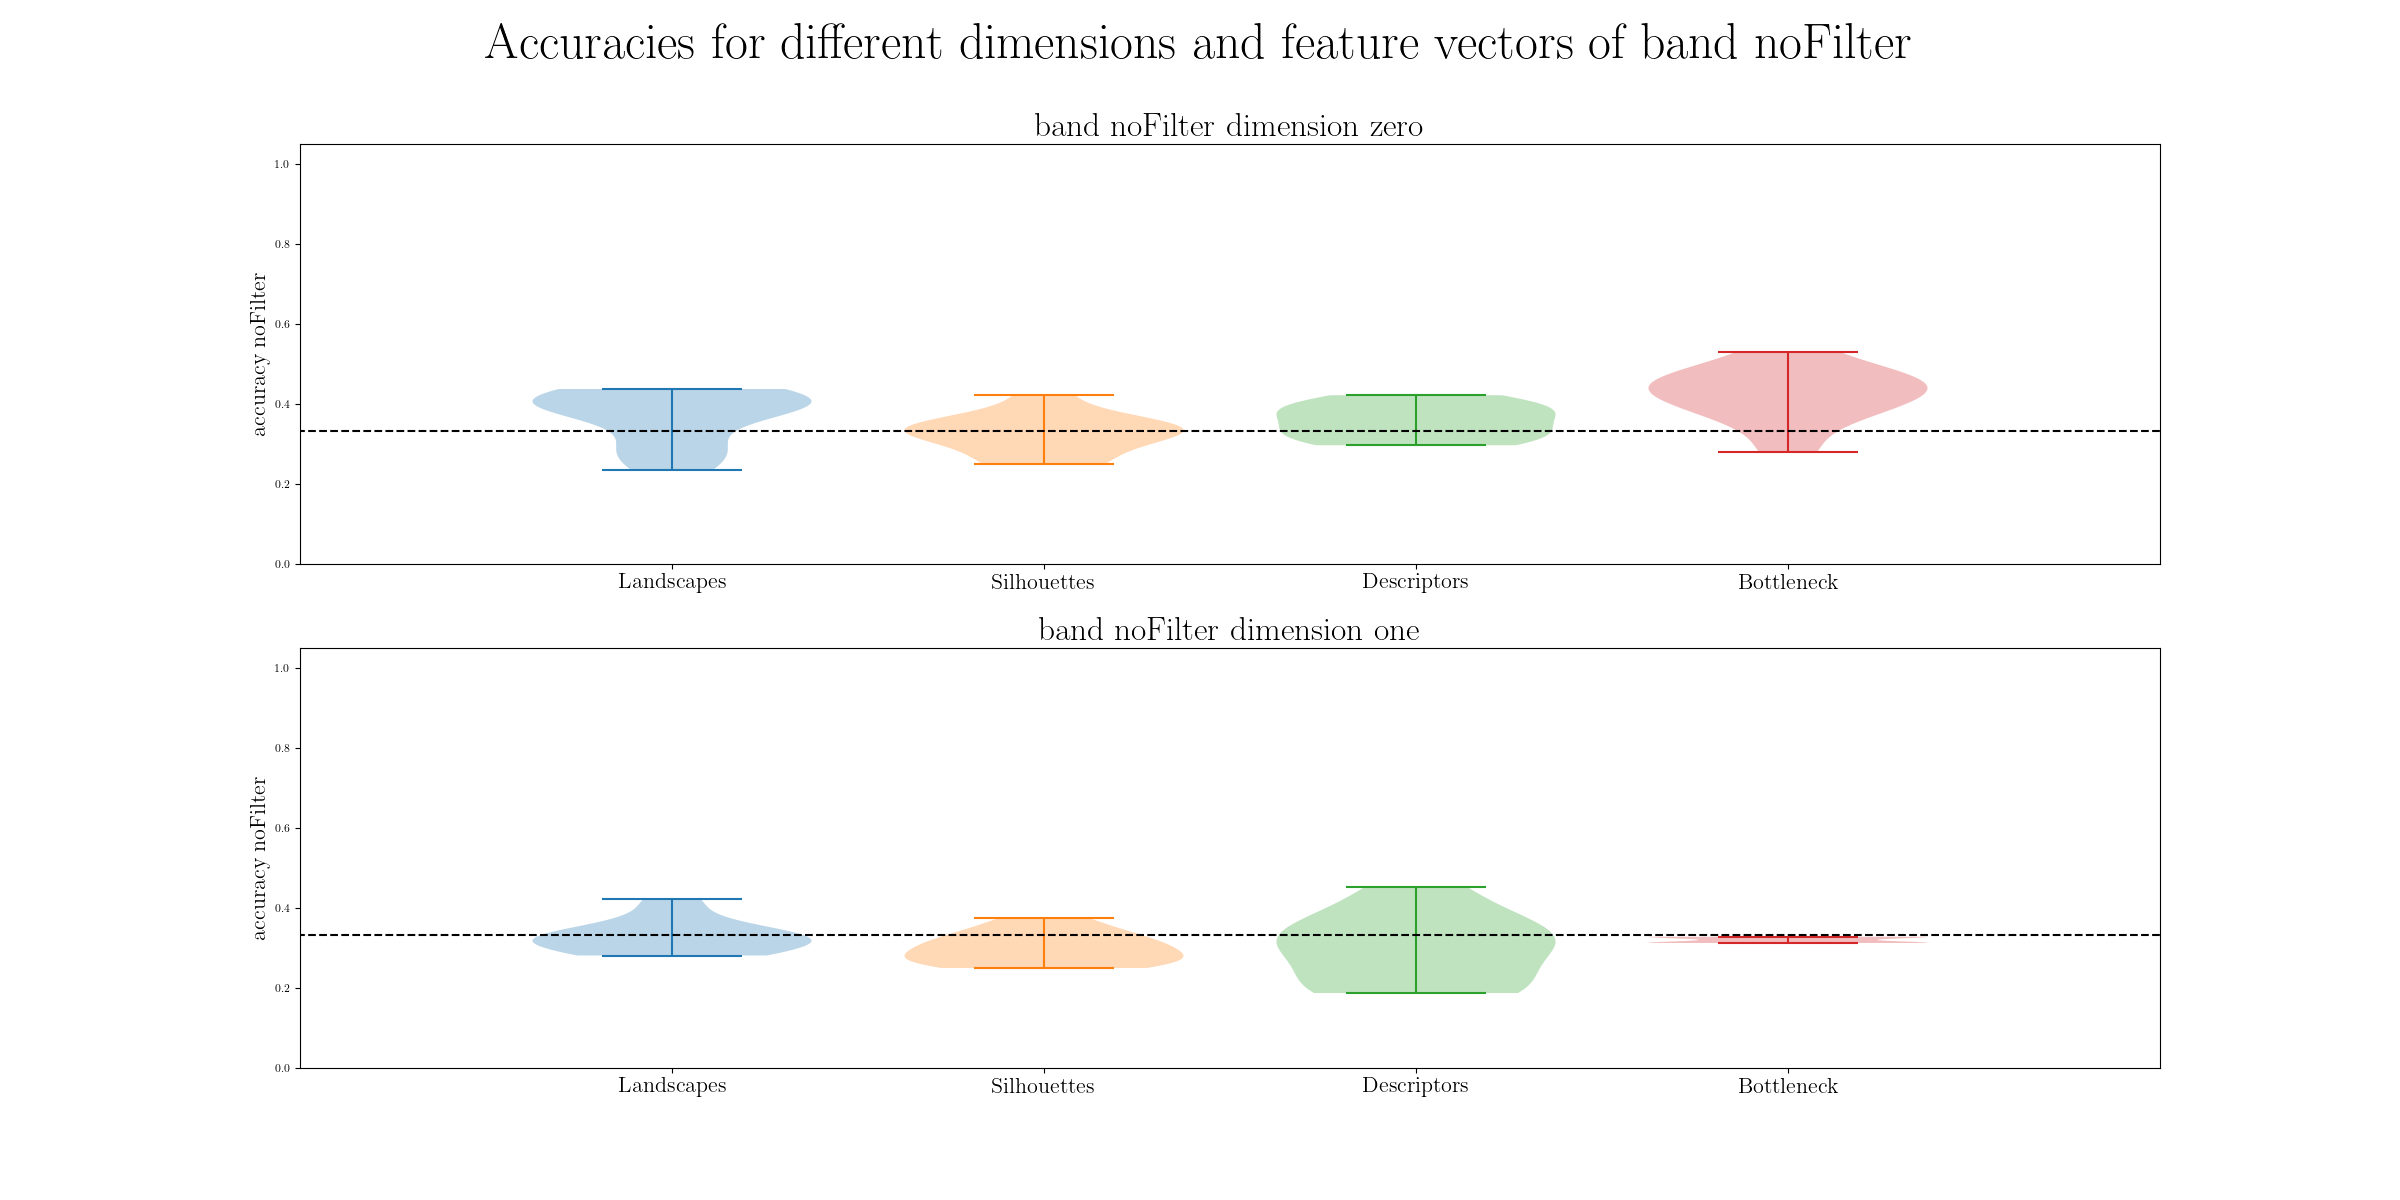 Accuracies for different dimensions and feature vectors of band noFilter
band noFilter dimension zero
accuracy noFilter
1.0
0.8
0.6
0.4
0.2
0.0
Landscapes Silhouettes Descriptors Bottleneck
band noFilter dimension one
accuracy noFilter
1.0
0.8
0.6
0.4
0.2
0.0
Landscapes Silhouettes Descriptors Bottleneck